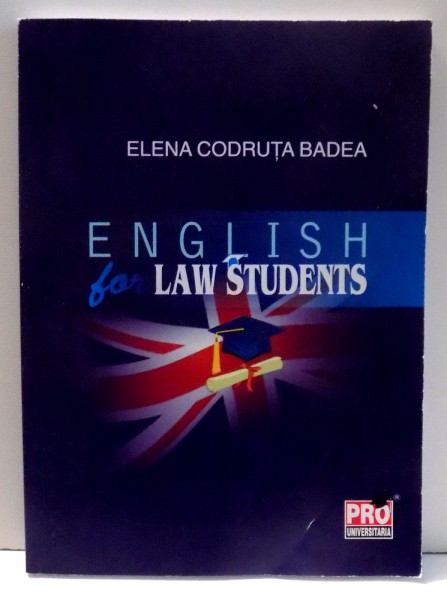 ELENA CODRUȚA BADEA
ENGLISH
for LAW STUDENTS
PRO ®
UNIVERSITARIA